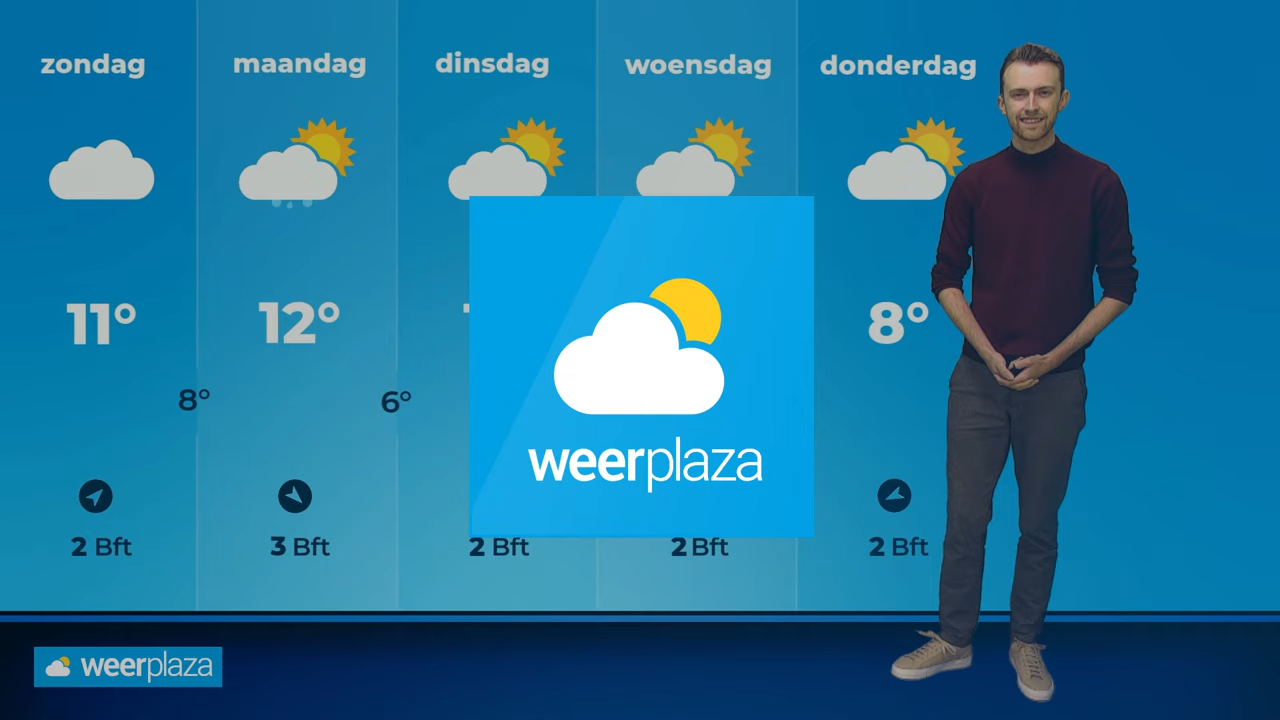 zondag maandag dinsdag woensdag donderdag
11° 12° 8°
8° 6°
weerplaza
2 Bft 3 Bft 2 Bft 2 Bft 2 Bft
weerplaza